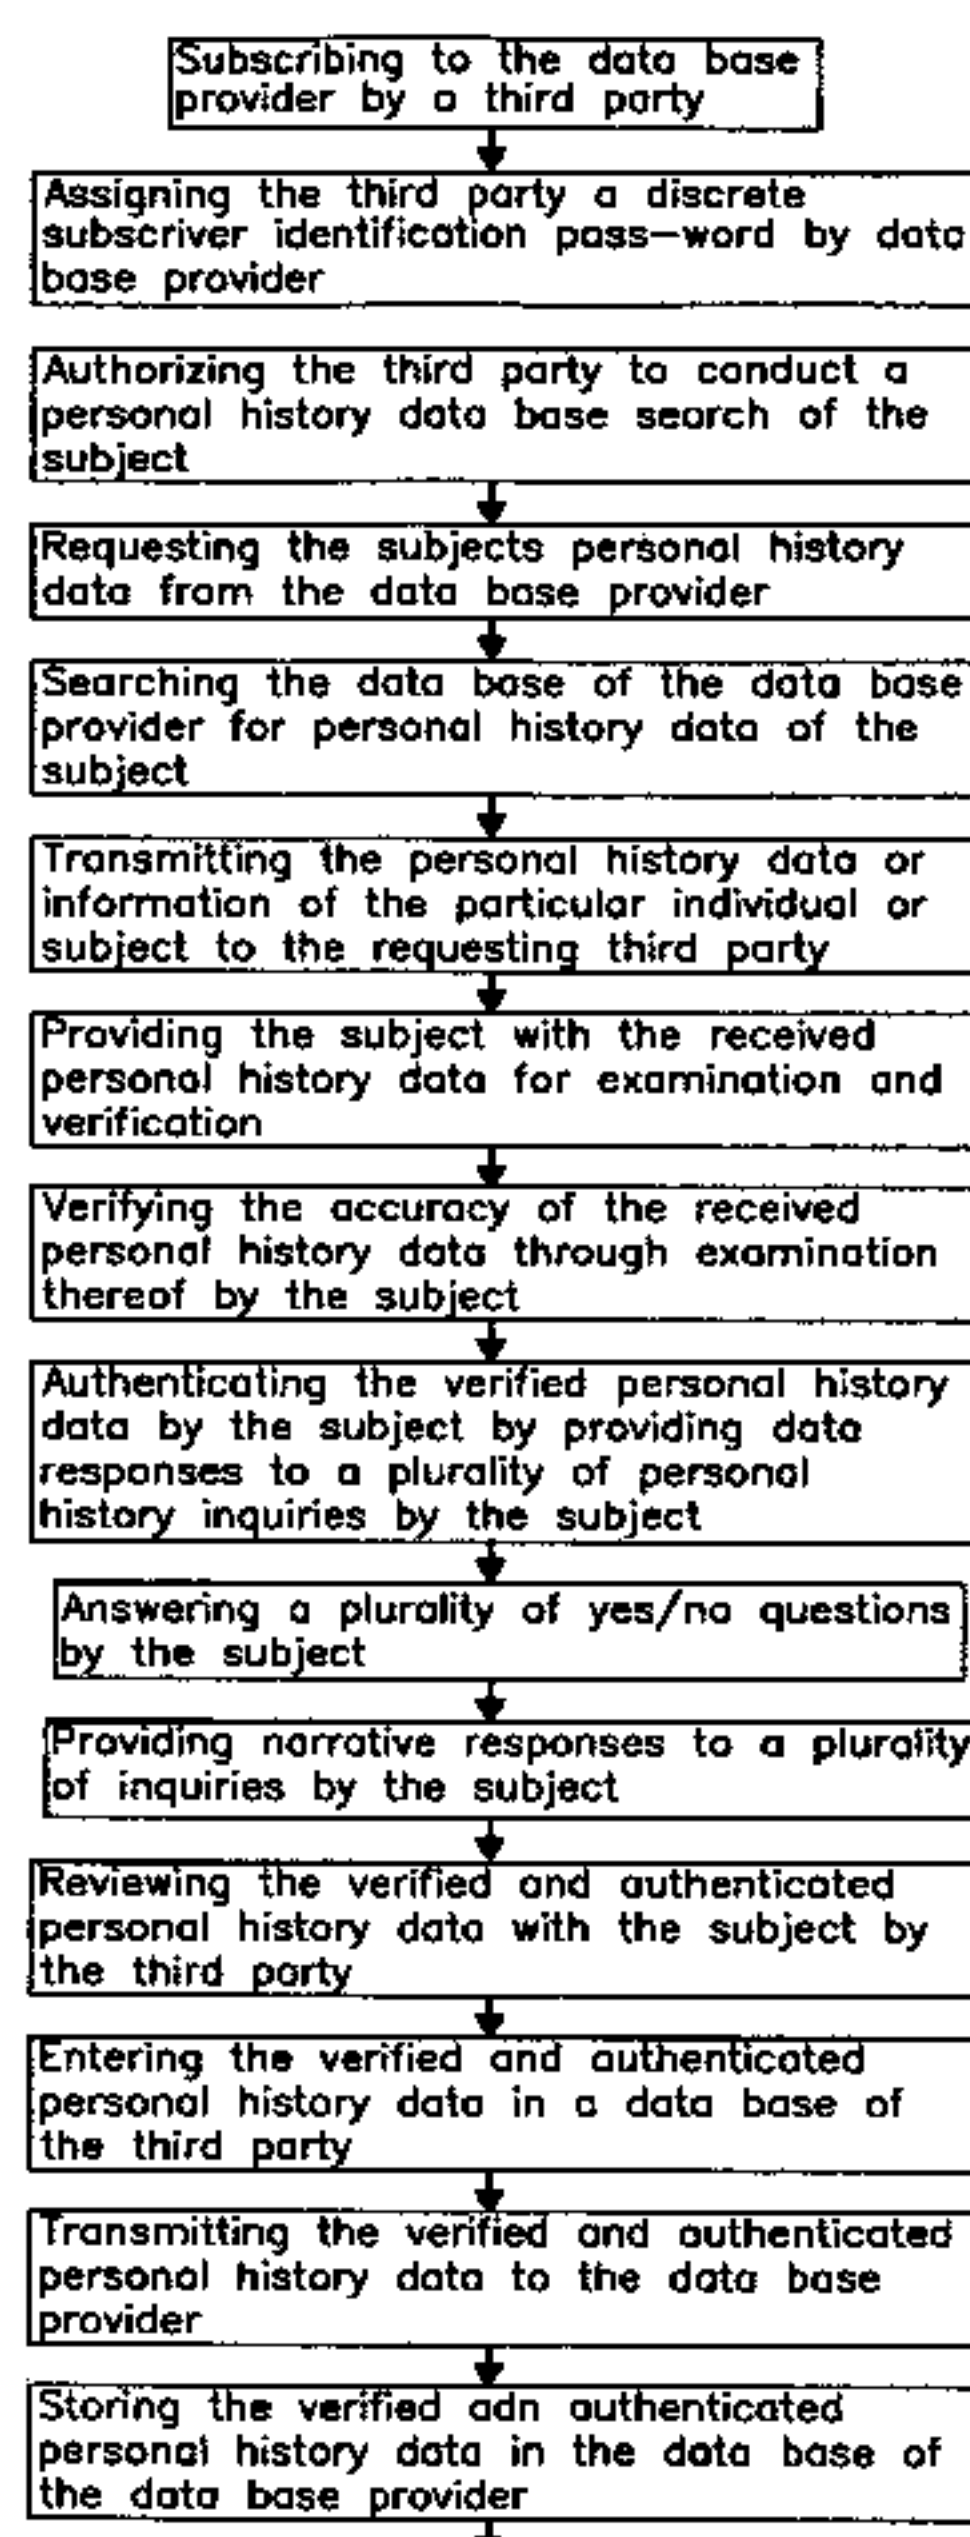 Subscribing to the data base
provider by a third party
Assigning the third party a discrete
subscriver identification pass-word by data
base provider
Authorizing the third party to conduct a
personal history data base search of the
subject
Requesting the subjects personal history
data from the data base provider
Searching the data base of the data base
provider for personal history data of the
subject
Transmitting the personal history data or
information of the particular individual or
subject to the requesting third party
Providing the subject with the received
personal history data for examination and
verification
Verifying the accuracy of the received
personal history data through examination
thereof by the subject
Authenticating the verified personal history
data by the subject by providing data
responses to a plurality of personal
history inquiries by the subject
Answering a plurality of yes/no questions
by the subject
Providing narrative responses to a plurality
of inquiries by the subject
Reviewing the verified and authenticated
personal history data with the subject by
the third party
Entering the verified and authenticated
personal history data in a data base of
the third party
Transmitting the verified and authenticated
personal history data to the data base
provider
Storing the verified adn authenticated
personal history data in the data base of
the data base provider